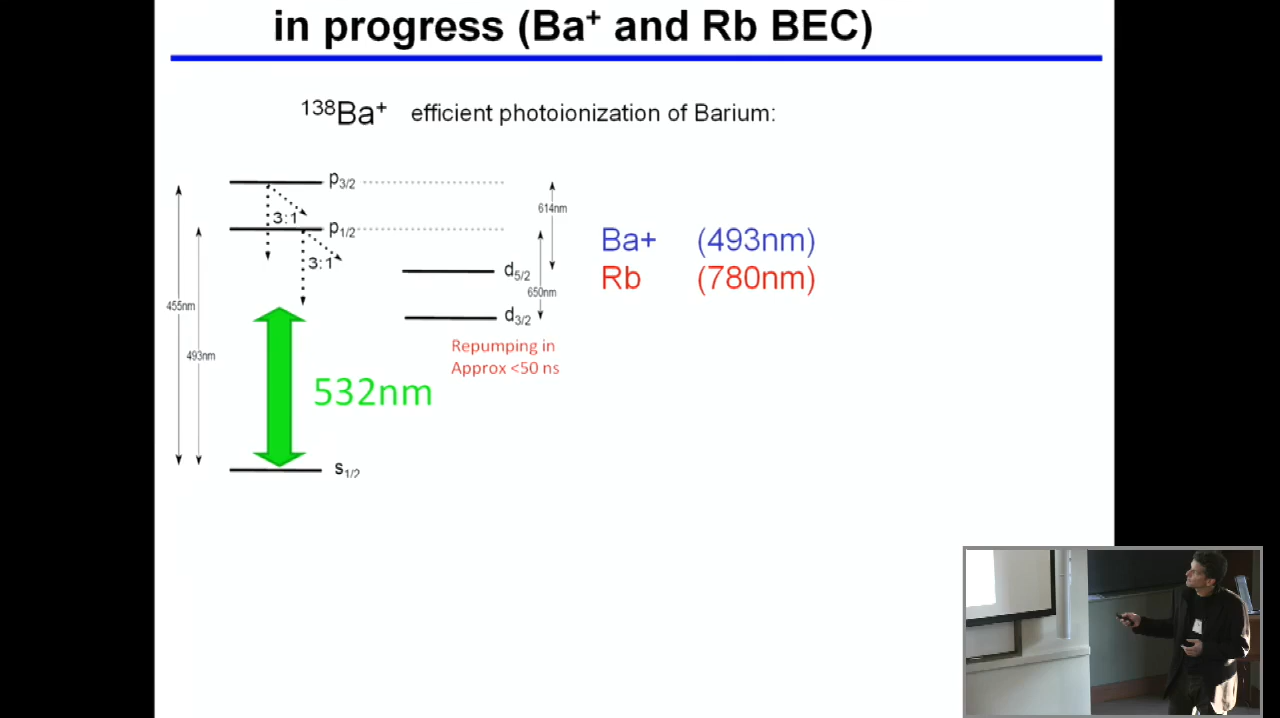 in progress (Ba⁺ and Rb BEC)
¹³⁸Ba⁺ efficient photoionization of Barium:
p3/2
614nm
3:1
p1/2
Ba+ (493nm)
3:1
d5/2
Rb (780nm)
650nm
455nm
d3/2
493nm
Repumping in
Approx <50 ns
532nm
s1/2